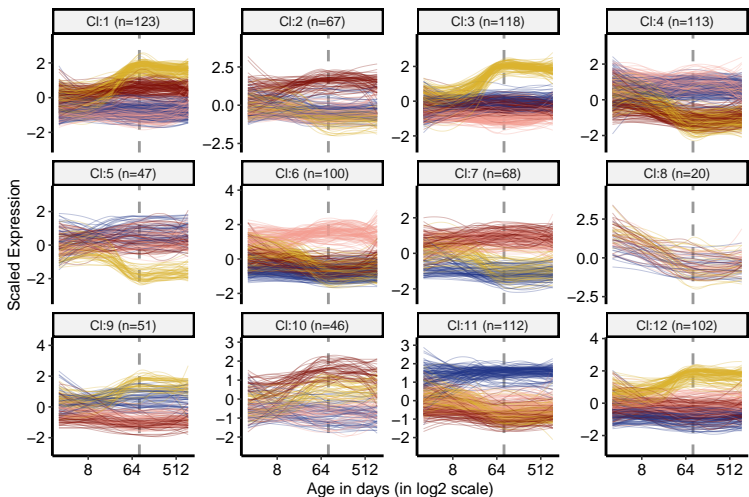 Cl:1 (n=123) Cl:2 (n=67) Cl:3 (n=118) Cl:4 (n=113)
2 1 0 −2
2.5 0.0 −2.5
2 0 −2
2 0 −2
Cl:5 (n=47) Cl:6 (n=100) Cl:7 (n=68) Cl:8 (n=20)
2 0 −2
4 2 0 −2
2 0 −2
2.5 0.0 −2.5
Cl:9 (n=51) Cl:10 (n=46) Cl:11 (n=112) Cl:12 (n=102)
4 2 0 −2
3 2 1 0 −1 −2
3 2 1 0 −1
4 2 0 −2
8 64 512 8 64 512 8 64 512 8 64 512
Scaled Expression
Age in days (in log2 scale)